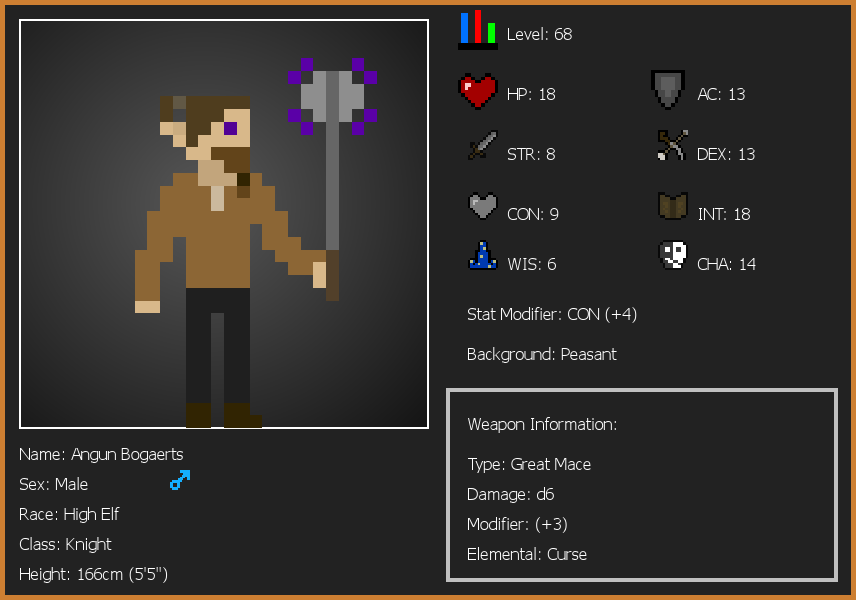 Level: 68
HP: 18
AC: 13
STR: 8
DEX: 13
CON: 9
INT: 18
WIS: 6
CHA: 14
Stat Modifier: CON (+4)
Background: Peasant
Weapon Information:
Type: Great Mace
Damage: d6
Modifier: (+3)
Elemental: Curse
Name: Angun Bogaerts
Sex: Male
Race: High Elf
Class: Knight
Height: 166cm (5'5")